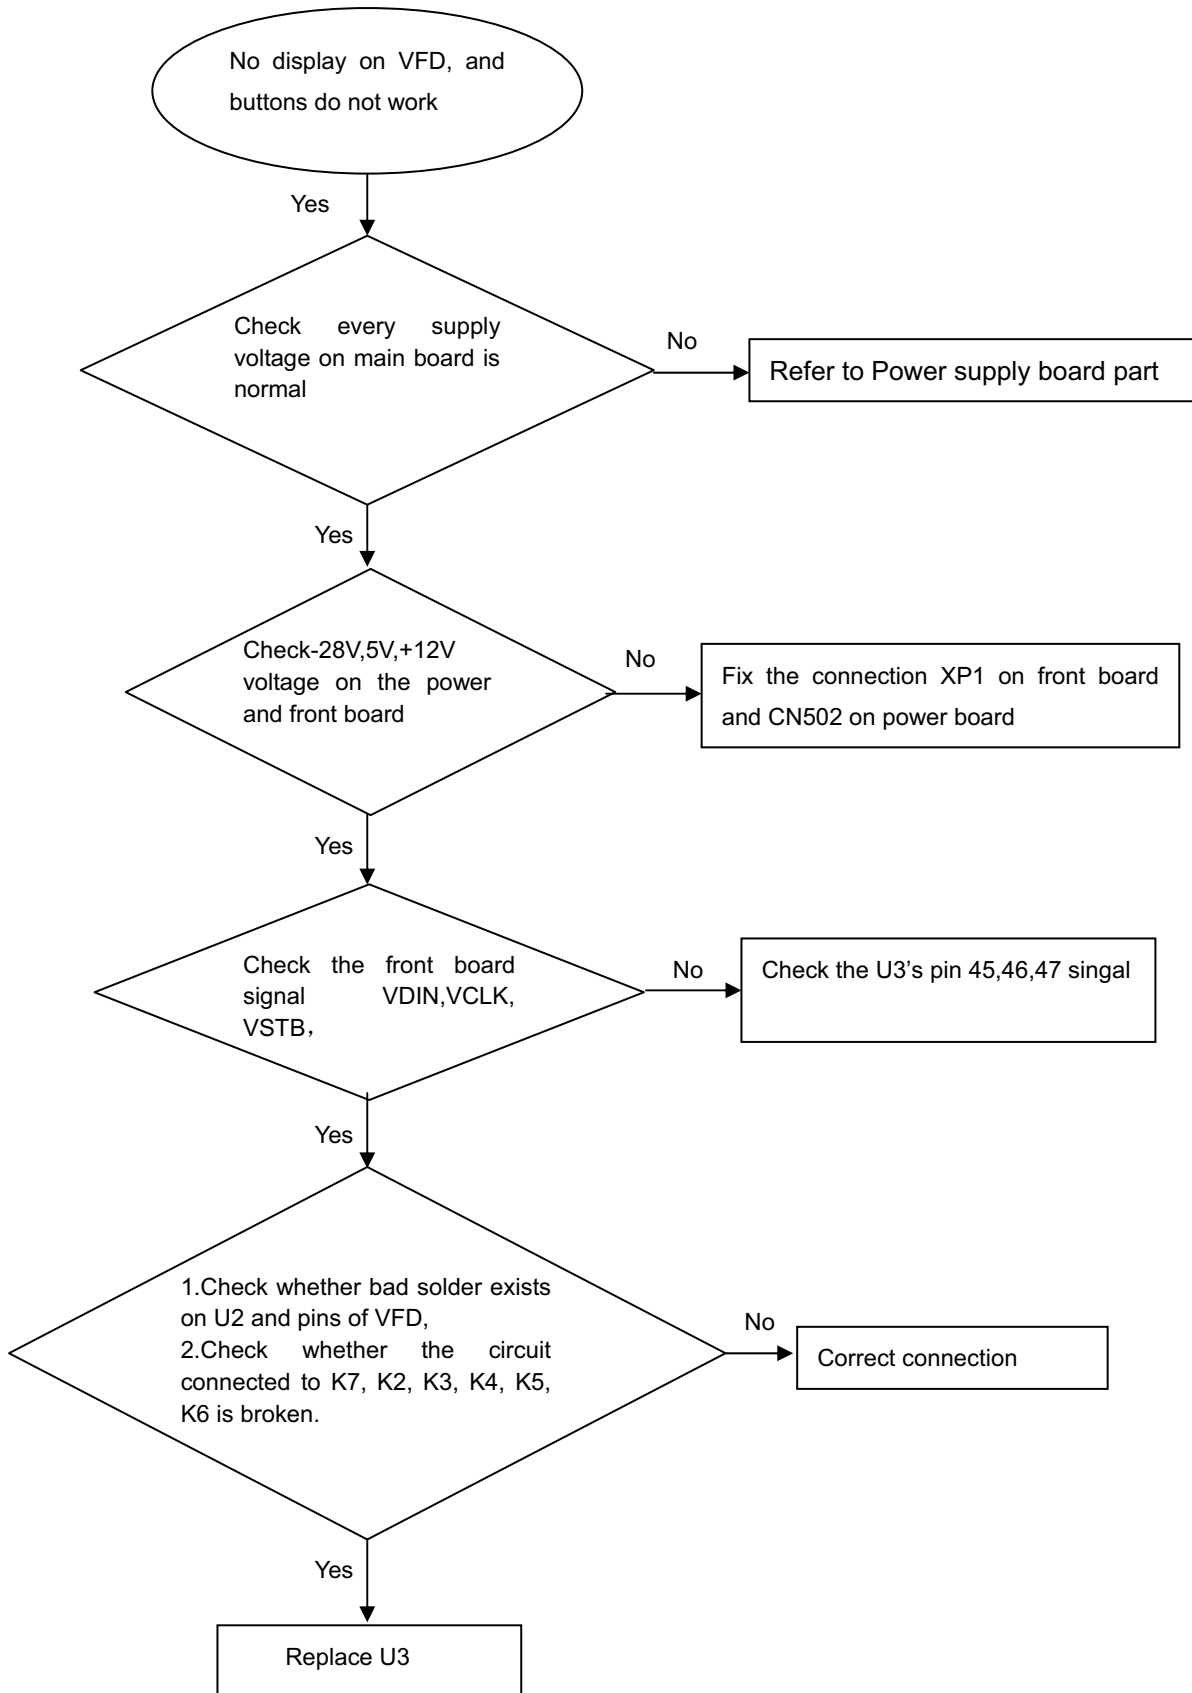 No display on VFD, and
buttons do not work
Yes
Check every supply
voltage on main board is
normal
No
Refer to Power supply board part
Yes
Check-28V,5V,+12V
voltage on the power
and front board
No
Fix the connection XP1 on front board
and CN502 on power board
Yes
Check the front board
signal VDIN,VCLK,
VSTB，
No
Check the U3’s pin 45,46,47 singal
Yes
1.Check whether bad solder exists
on U2 and pins of VFD,
2.Check whether the circuit
connected to K7, K2, K3, K4, K5,
K6 is broken.
No
Correct connection
Yes
Replace U3